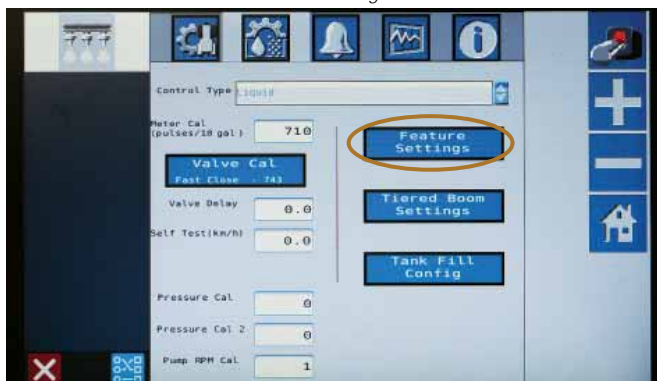 Control Type
Liquid
Meter Cal
(pulses/10 gal)
710
Valve Cal
Fast Close - 743
Valve Delay
0.0
Self Test(km/h)
0.0
Pressure Cal
0
Pressure Cal 2
0
Pump RPM Cal
1
Feature
Settings
Tiered Boom
Settings
Tank Fill
Config